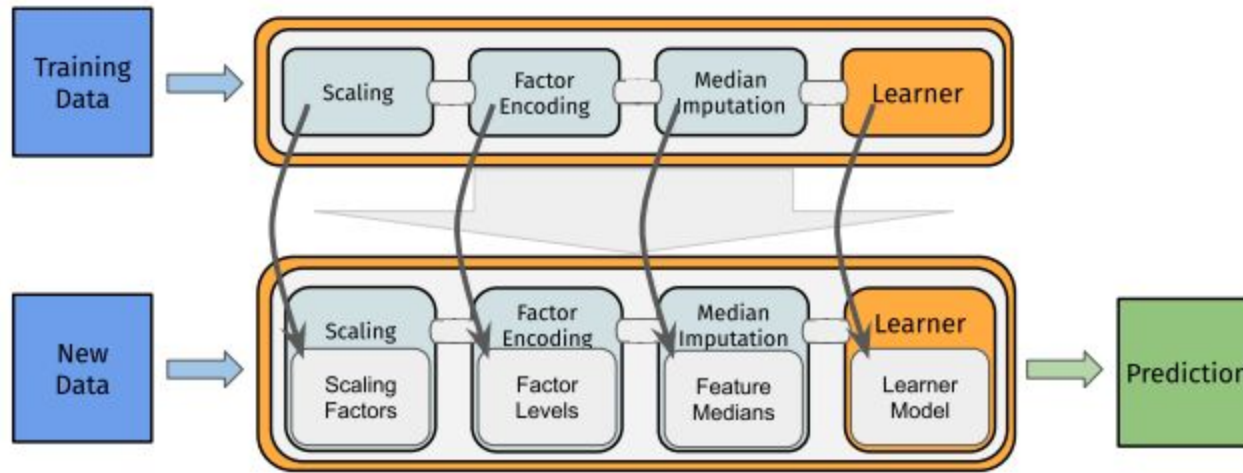 Training
Data
Scaling
Factor
Encoding
Median
Imputation
Learner
New
Data
Scaling
Scaling
Factors
Factor
Encoding
Factor
Levels
Median
Imputation
Feature
Medians
Learner
Learner
Model
Prediction